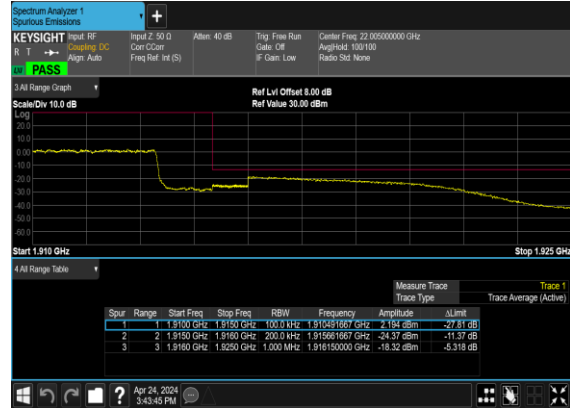 Spectrum Analyzer 1
Spurious Emissions
KEYSIGHT Input: RF Input Z: 50 Ω Atten: 40 dB Trig: Free Run Center Freq: 22.005000000 GHz
R T Coupling: DC Corr CCorr Gate: Off Avg|Hold: 100/100
Align: Auto Freq Ref: Int (S) IF Gain: Low Radio Std: None
PASS
3 All Range Graph
Ref Lvl Offset 8.00 dB
Scale/Div 10.0 dB Ref Value 30.00 dBm
Log
20.0
10.0
0.00
-10.0
-20.0
-30.0
-40.0
-50.0
-60.0
Start 1.910 GHz Stop 1.925 GHz
4 All Range Table
Measure Trace Trace 1
Trace Type Trace Average (Active)
Spur Range Start Freq Stop Freq RBW Frequency Amplitude ΔLimit
1 1 1.9100 GHz 1.9150 GHz 100.0 kHz 1.910491667 GHz 2.194 dBm -27.81 dB
2 2 1.9150 GHz 1.9160 GHz 200.0 kHz 1.915661667 GHz -24.37 dBm -11.37 dB
3 3 1.9160 GHz 1.9250 GHz 1.000 MHz 1.916150000 GHz -18.32 dBm -5.318 dB
Apr 24, 2024
3:43:45 PM